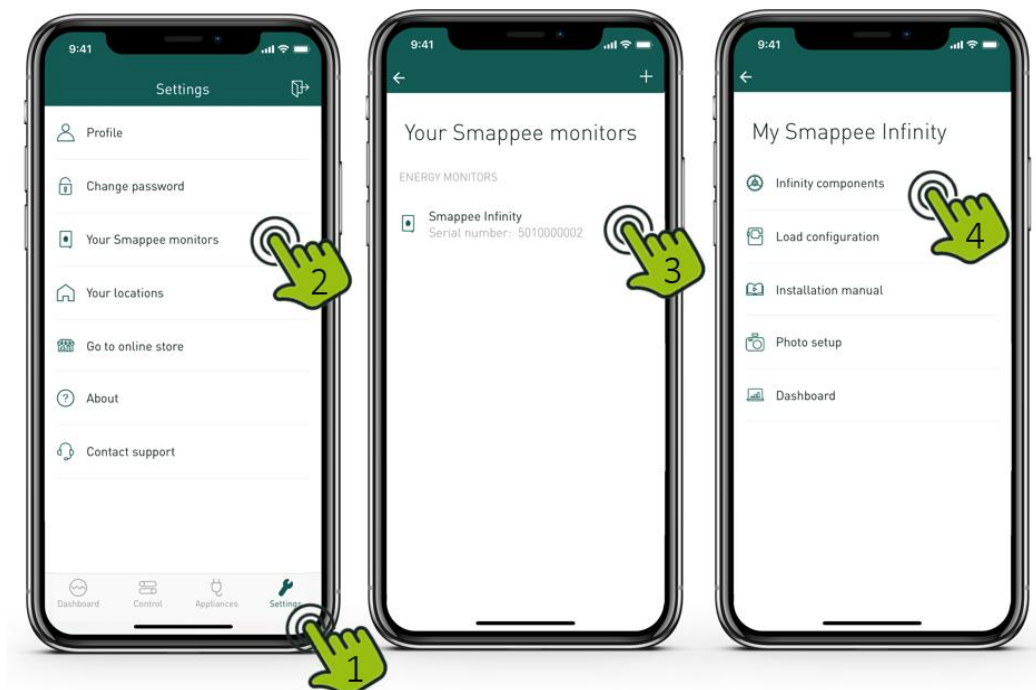 9:41
Settings
Profile
Change password
Your Smappee monitors
Your locations
Go to online store
About
Contact support
Dashboard
Control
Appliances
Settings
2
1
9:41
Your Smappee monitors
ENERGY MONITORS
Smappee Infinity
Serial number: 5010000002
3
9:41
My Smappee Infinity
Infinity components
Load configuration
Installation manual
Photo setup
Dashboard
4